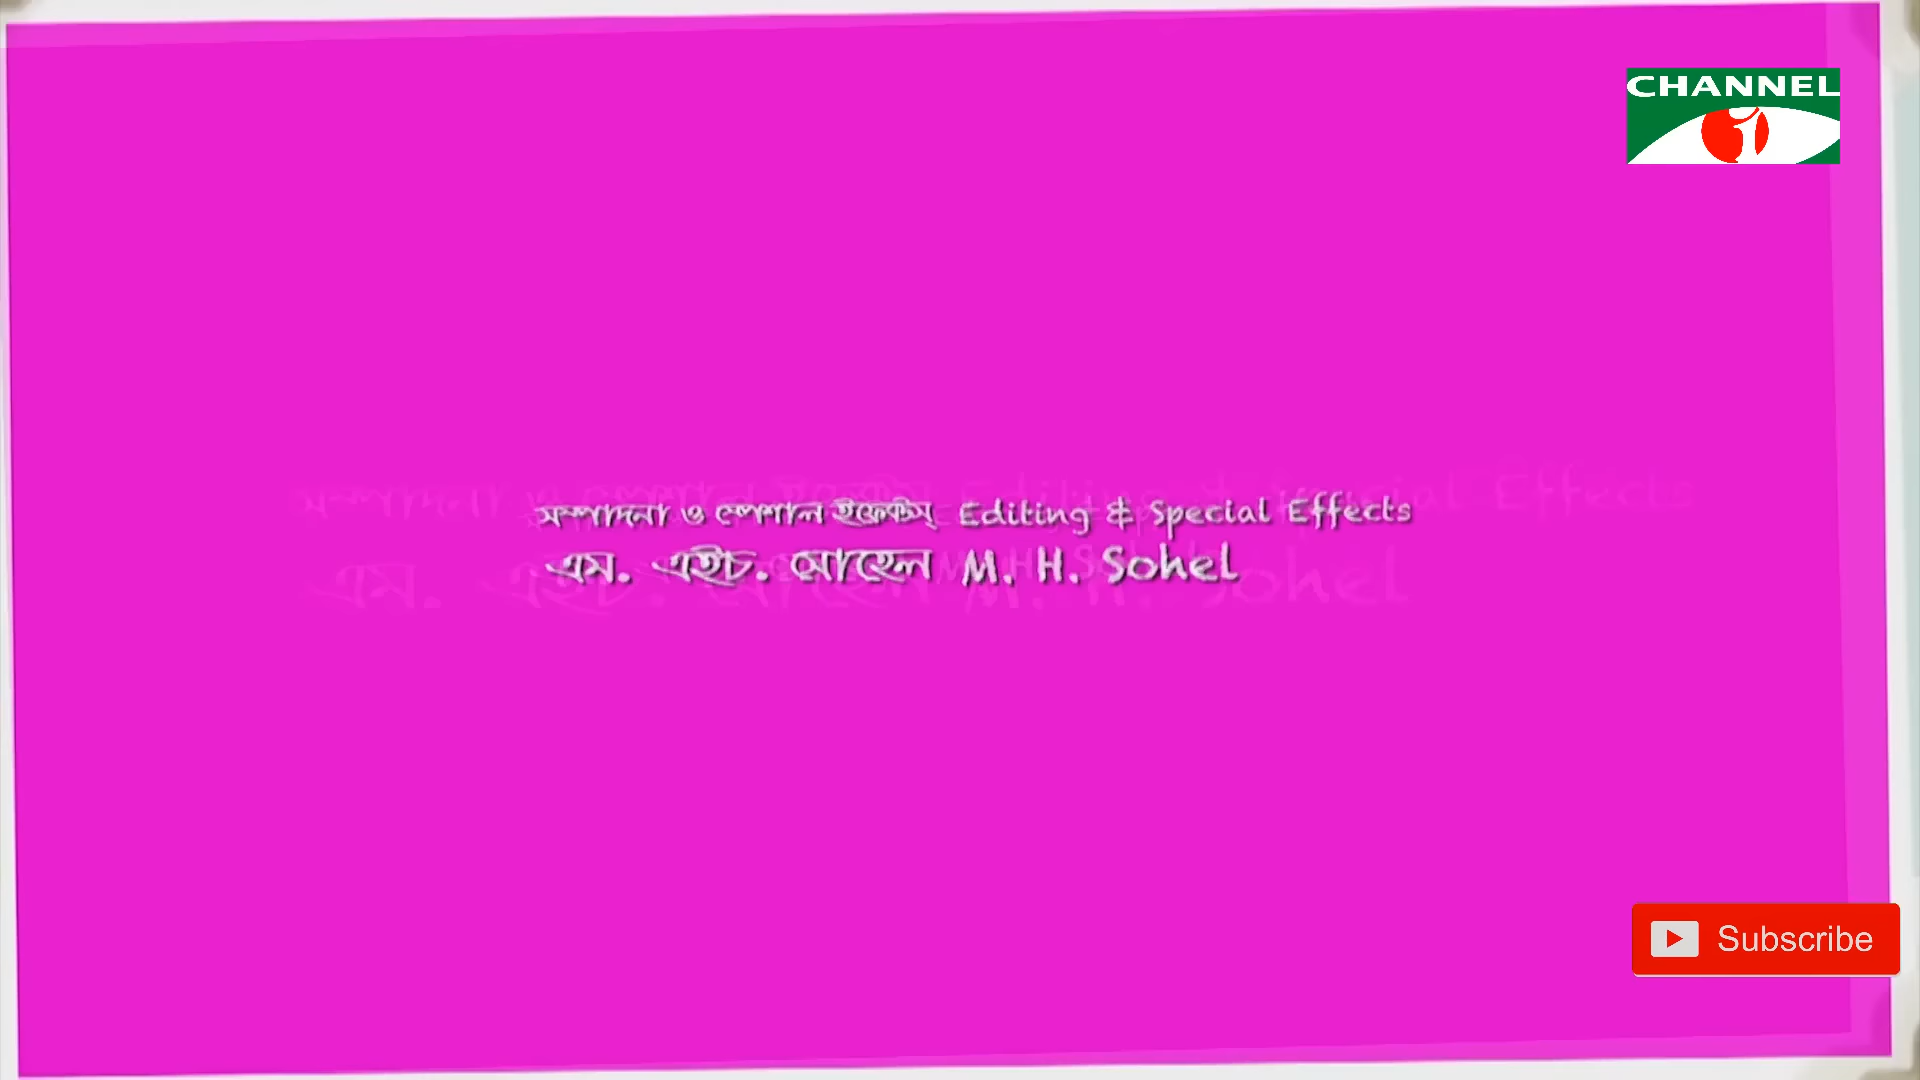 CHANNEL
i
সম্পাদনা ও স্পেশাল ইফেক্টস্ Editing & Special Effects
এম. এইচ. সোহেল M. H. Sohel
Subscribe